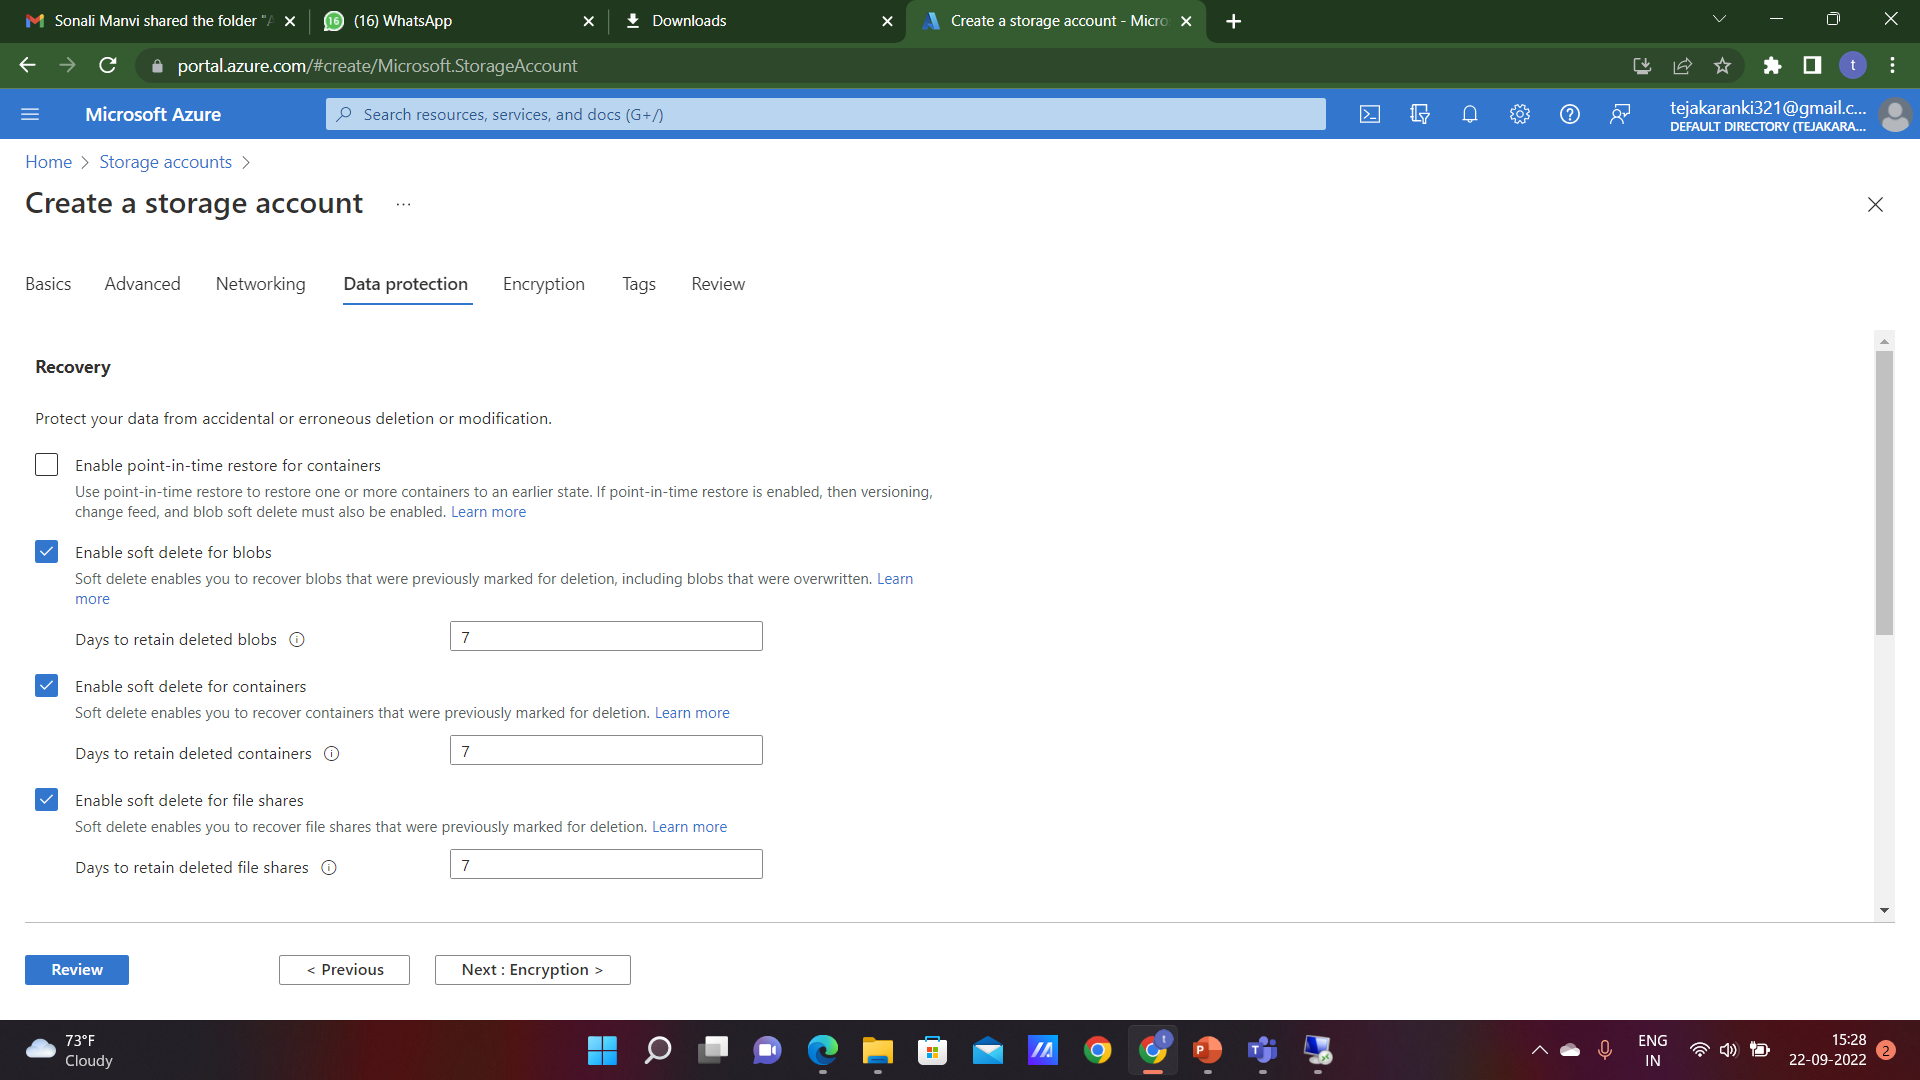 Sonali Manvi shared the folder "A
16 (16) WhatsApp
Downloads
Create a storage account - Micro
portal.azure.com/#create/Microsoft.StorageAccount
t
Microsoft Azure
Search resources, services, and docs (G+/)
tejakaranki321@gmail.c...
DEFAULT DIRECTORY (TEJAKARA...
Home > Storage accounts >
Create a storage account ...
Basics Advanced Networking Data protection Encryption Tags Review
Recovery
Protect your data from accidental or erroneous deletion or modification.
Enable point-in-time restore for containers
Use point-in-time restore to restore one or more containers to an earlier state. If point-in-time restore is enabled, then versioning,
change feed, and blob soft delete must also be enabled. Learn more
Enable soft delete for blobs
Soft delete enables you to recover blobs that were previously marked for deletion, including blobs that were overwritten. Learn
more
Days to retain deleted blobs 7
Enable soft delete for containers
Soft delete enables you to recover containers that were previously marked for deletion. Learn more
Days to retain deleted containers 7
Enable soft delete for file shares
Soft delete enables you to recover file shares that were previously marked for deletion. Learn more
Days to retain deleted file shares 7
Review < Previous Next : Encryption >
73°F
Cloudy
t
ENG
IN
15:28
22-09-2022
2